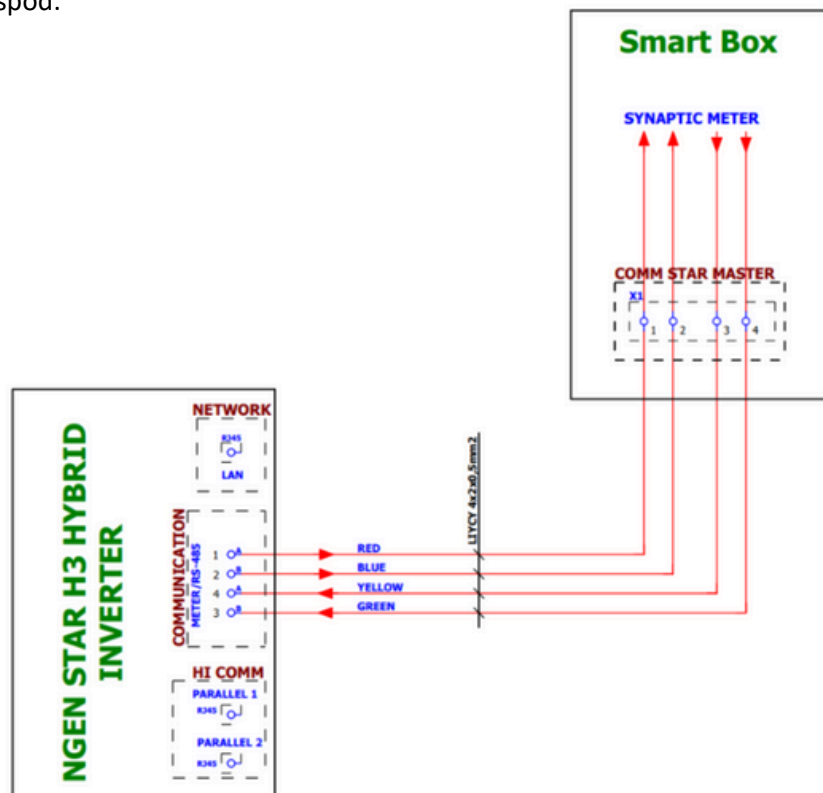 spod.
Smart Box
SYNAPTIC METER
COMM STAR MASTER
X1
1 2 3 4
NGEN STAR H3 HYBRID
INVERTER
NETWORK
RJ45
LAN
COMMUNICATION
METER/RS-485
1 A
2 B
4 A
3 B
RED
BLUE
YELLOW
GREEN
LIYCY 4x2x0,5mm2
HI COMM
PARALLEL 1
RJ45
PARALLEL 2
RJ45